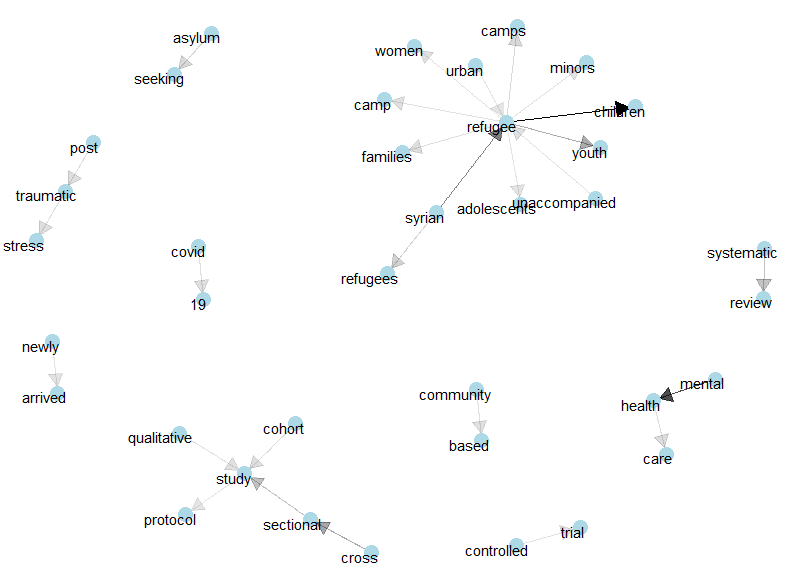 camps
asylum
women
urban
minors
seeking
camp
children
refugee
post
youth
families
traumatic
unaccompanied
adolescents
syrian
stress
covid
systematic
refugees
19
review
newly
mental
community
arrived
health
cohort
qualitative
based
care
study
protocol
sectional
trial
controlled
cross